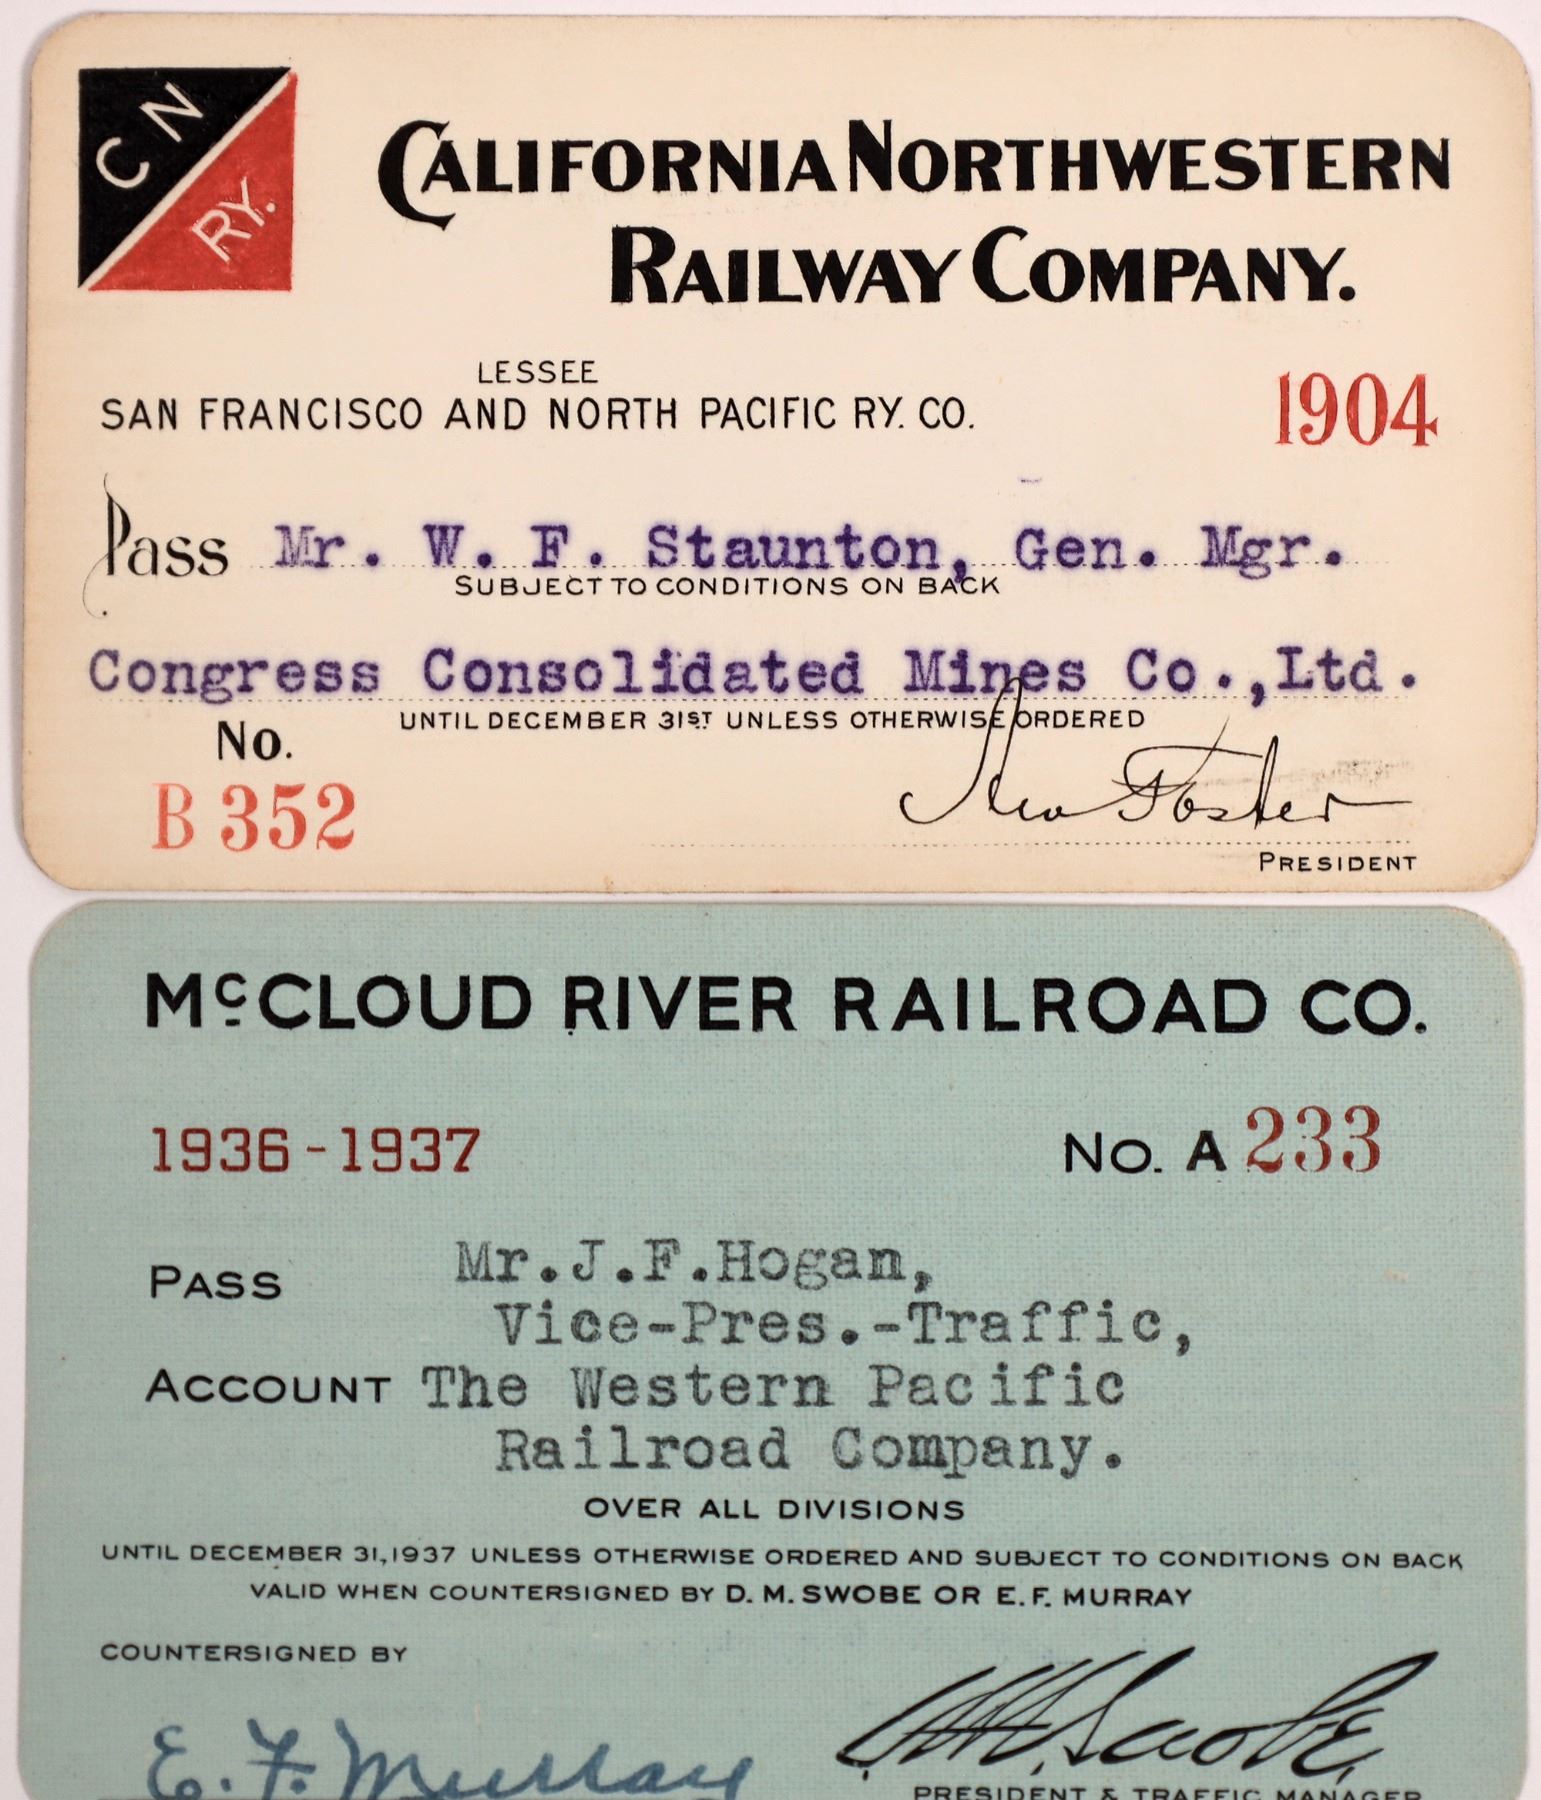 C N
RY.
CALIFORNIA NORTHWESTERN
RAILWAY COMPANY.
LESSEE
SAN FRANCISCO AND NORTH PACIFIC RY. CO.
1904
Pass Mr. W. F. Staunton, Gen. Mgr.
SUBJECT TO CONDITIONS ON BACK
Congress Consolidated Mines Co.,Ltd.
UNTIL DECEMBER 31ST UNLESS OTHERWISE ORDERED
No.
B 352
Foster
PRESIDENT
McCLOUD RIVER RAILROAD CO.
1936-1937
No. A 233
PASS Mr.J.F.Hogan,
Vice-Pres.-Traffic,
ACCOUNT The Western Pacific
Railroad Company.
OVER ALL DIVISIONS
UNTIL DECEMBER 31,1937 UNLESS OTHERWISE ORDERED AND SUBJECT TO CONDITIONS ON BACK
VALID WHEN COUNTERSIGNED BY D. M. SWOBE OR E. F. MURRAY
COUNTERSIGNED BY
E. F. Murray
Swobe
PRESIDENT & TRAFFIC MANAGER